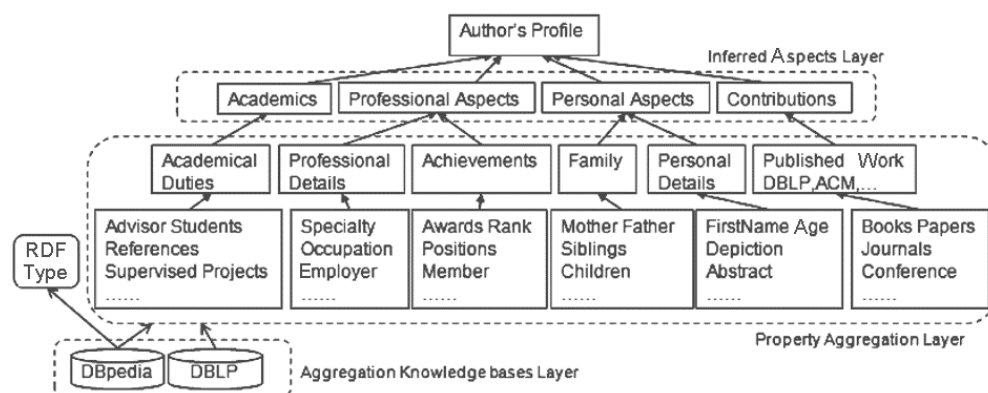 Author's Profile
Inferred Aspects Layer
Academics
Professional Aspects
Personal Aspects
Contributions
Academical
Duties
Professional
Details
Achievements
Family
Personal
Details
Published Work
DBLP,ACM,...
RDF
Type
Advisor Students
References
Supervised Projects
......
Specialty
Occupation
Employer
......
Awards Rank
Positions
Member
......
Mother Father
Siblings
Children
......
FirstName Age
Depiction
Abstract
......
Books Papers
Journals
Conference
......
Property Aggregation Layer
DBpedia
DBLP
Aggregation Knowledge bases Layer